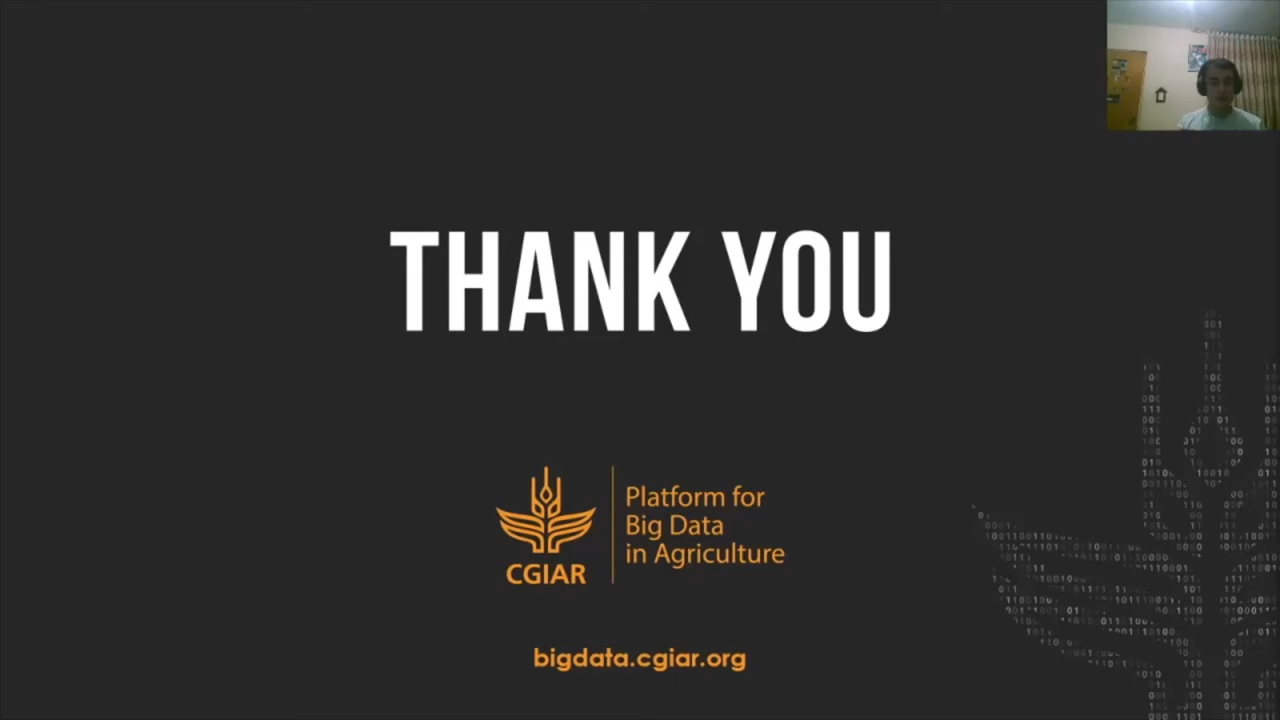 THANK YOU
CGIAR
Platform for
Big Data
in Agriculture
bigdata.cgiar.org